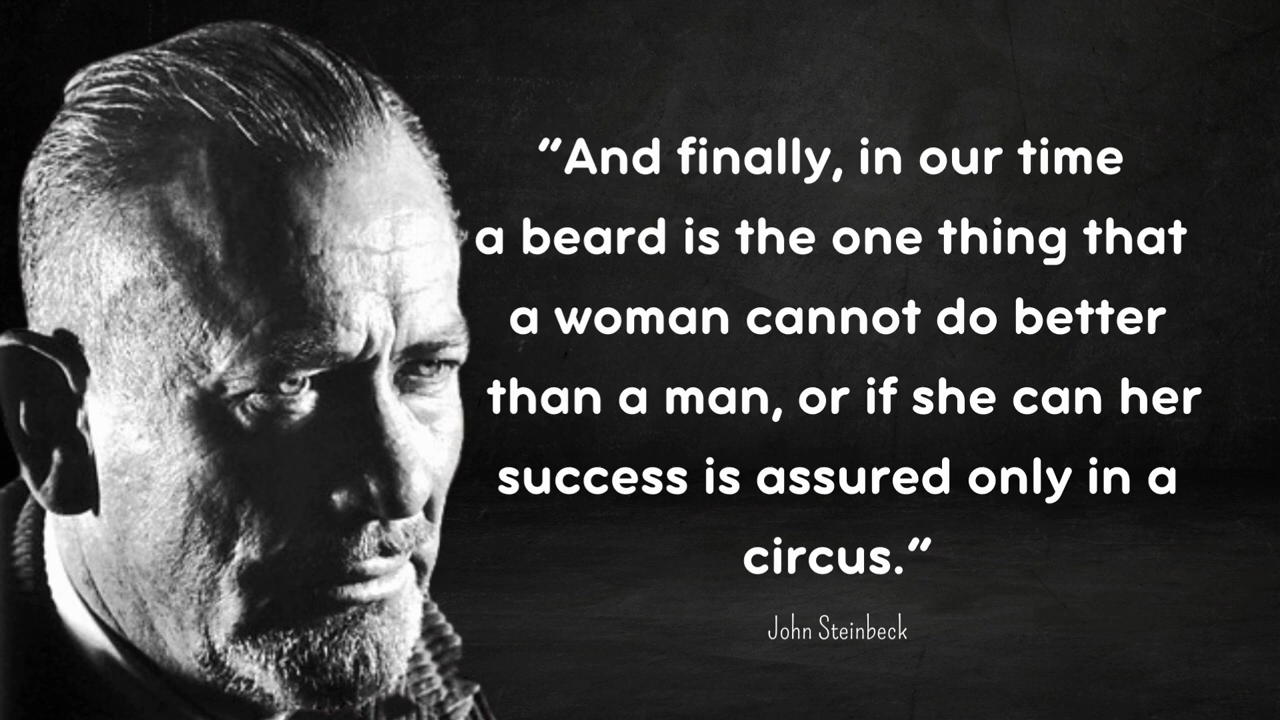 “And finally, in our time
a beard is the one thing that
a woman cannot do better
than a man, or if she can her
success is assured only in a
circus.“
John Steinbeck